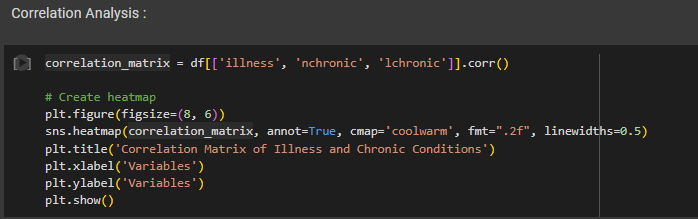 Correlation Analysis :
correlation_matrix = df[['illness', 'nchronic', 'lchronic']].corr()
# Create heatmap
plt.figure(figsize=(8, 6))
sns.heatmap(correlation_matrix, annot=True, cmap='coolwarm', fmt=".2f", linewidths=0.5)
plt.title('Correlation Matrix of Illness and Chronic Conditions')
plt.xlabel('Variables')
plt.ylabel('Variables')
plt.show()